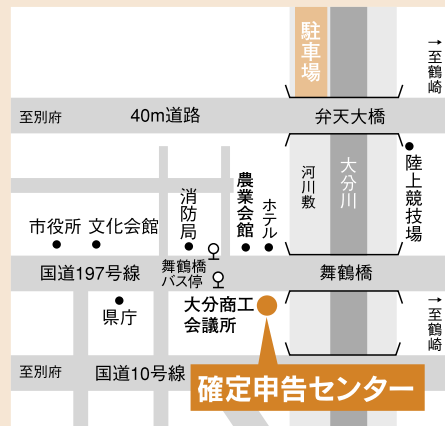 駐車場
→至鶴崎
至別府
40m道路
弁天大橋
河川敷
大分川
陸上競技場
農業会館
ホテル
消防局
市役所
文化会館
国道197号線
舞鶴橋
バス停
舞鶴橋
県庁
大分商工
会議所
→至鶴崎
至別府
国道10号線
確定申告センター